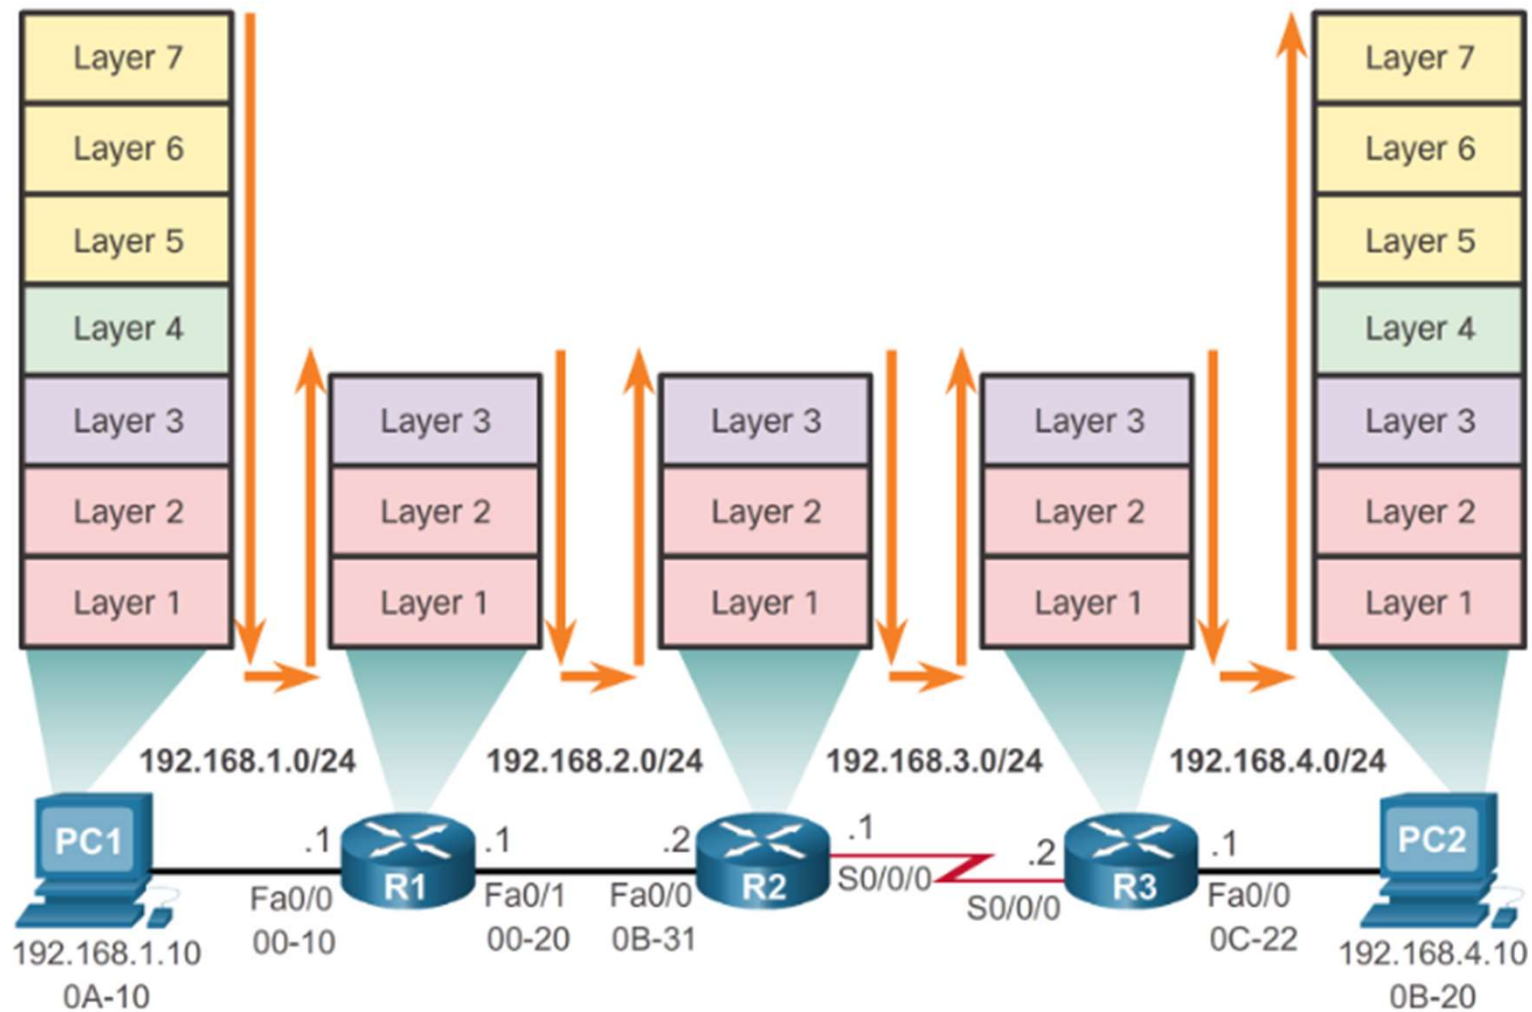 Layer 7
Layer 6
Layer 5
Layer 4
Layer 3
Layer 2
Layer 1
Layer 3
Layer 2
Layer 1
Layer 3
Layer 2
Layer 1
Layer 3
Layer 2
Layer 1
Layer 7
Layer 6
Layer 5
Layer 4
Layer 3
Layer 2
Layer 1
192.168.1.0/24
192.168.2.0/24
192.168.3.0/24
192.168.4.0/24
PC1
192.168.1.10
0A-10
.1
Fa0/0
00-10
R1
.1
Fa0/1
00-20
.2
Fa0/0
0B-31
R2
.1
S0/0/0
.2
S0/0/0
R3
.1
Fa0/0
0C-22
PC2
192.168.4.10
0B-20